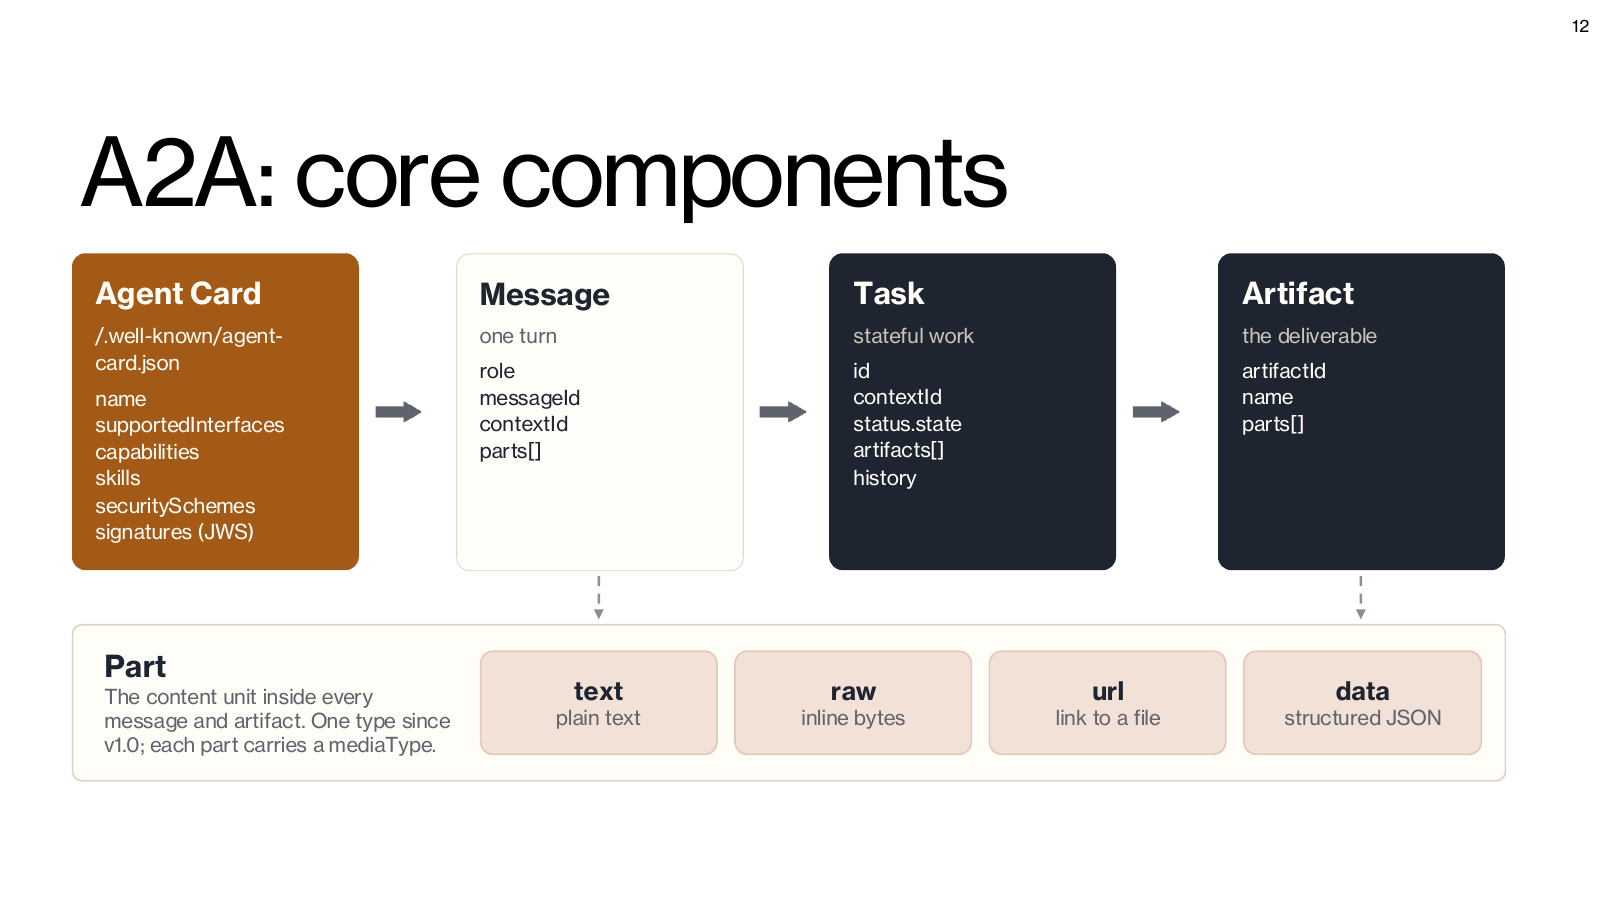 12
A2A: core components
Agent Card
/.well-known/agent-
card.json
name
supportedInterfaces
capabilities
skills
securitySchemes
signatures (JWS)
Message
one turn
role
messageId
contextId
parts[]
Task
stateful work
id
contextId
status.state
artifacts[]
history
Artifact
the deliverable
artifactId
name
parts[]
Part
The content unit inside every
message and artifact. One type since
v1.0; each part carries a mediaType.
text
plain text
raw
inline bytes
url
link to a file
data
structured JSON